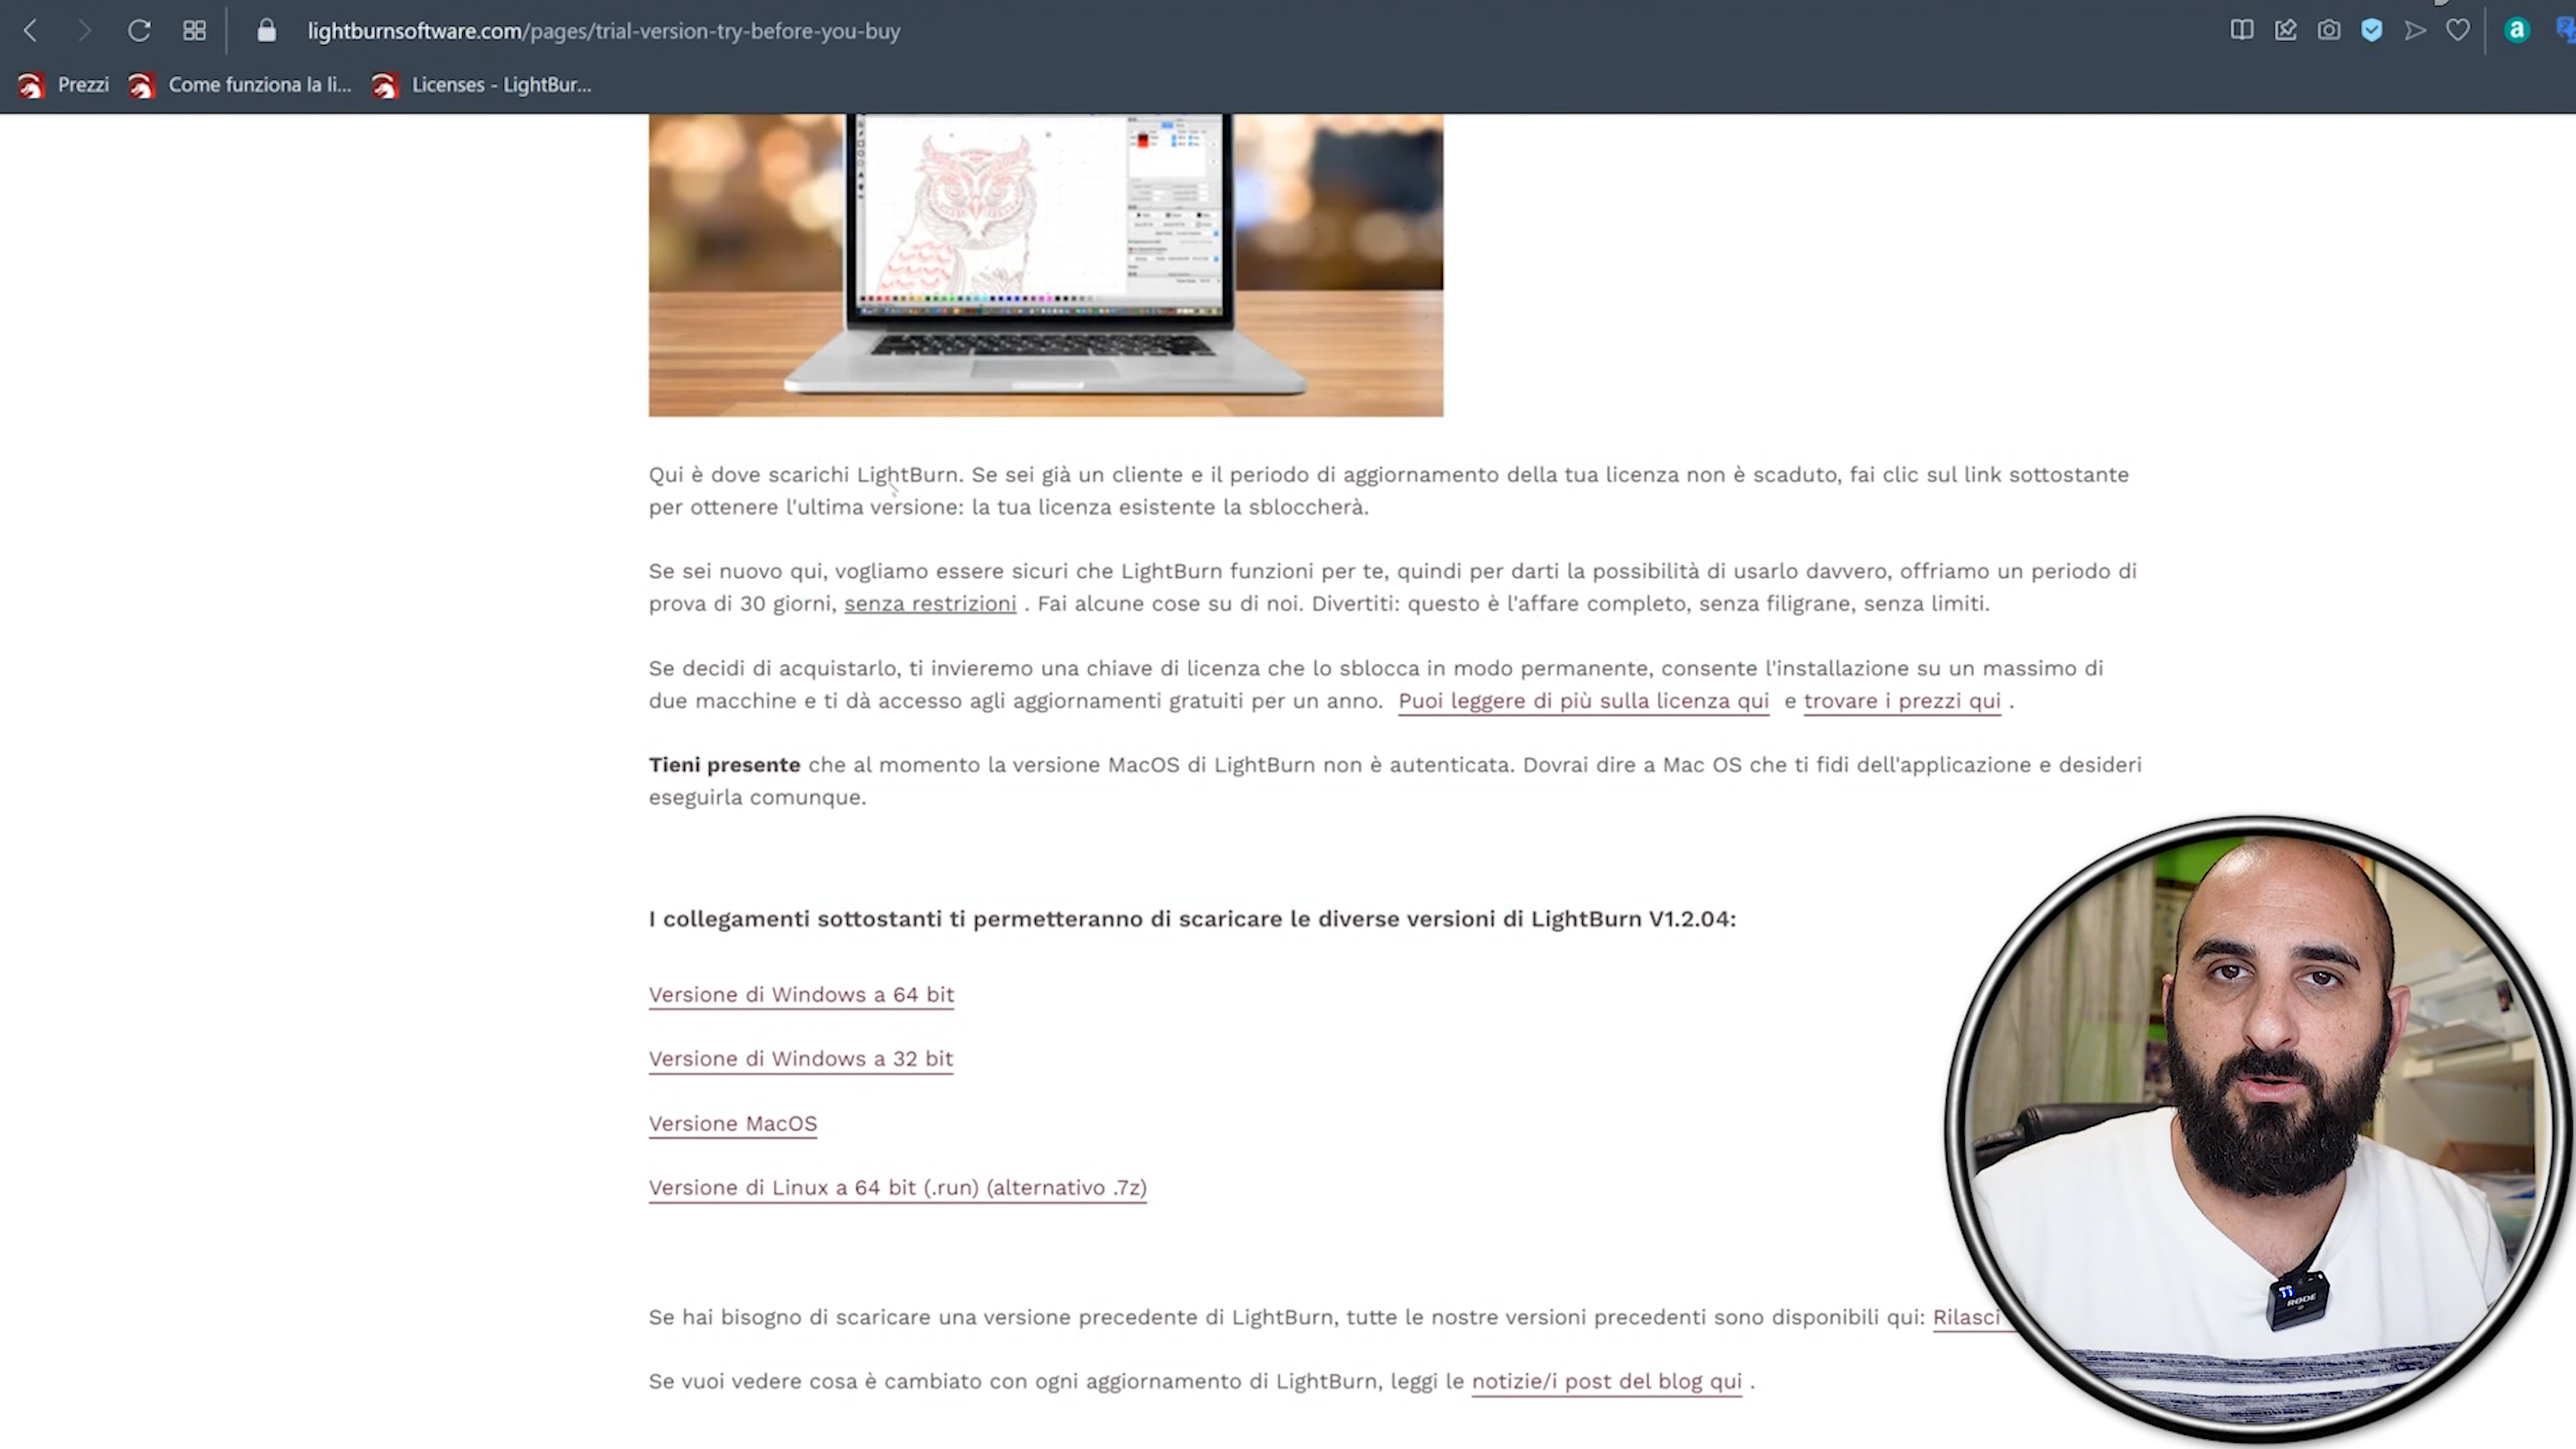 lightburnsoftware.com/pages/trial-version-try-before-you-buy
Prezzi
Come funziona la li...
Licenses - LightBur...
Qui è dove scarichi LightBurn. Se sei già un cliente e il periodo di aggiornamento della tua licenza non è scaduto, fai clic sul link sottostante
per ottenere l'ultima versione: la tua licenza esistente la sbloccherà.
Se sei nuovo qui, vogliamo essere sicuri che LightBurn funzioni per te, quindi per darti la possibilità di usarlo davvero, offriamo un periodo di
prova di 30 giorni, senza restrizioni . Fai alcune cose su di noi. Divertiti: questo è l'affare completo, senza filigrane, senza limiti.
Se decidi di acquistarlo, ti invieremo una chiave di licenza che lo sblocca in modo permanente, consente l'installazione su un massimo di
due macchine e ti dà accesso agli aggiornamenti gratuiti per un anno. Puoi leggere di più sulla licenza qui e trovare i prezzi qui .
Tieni presente che al momento la versione MacOS di LightBurn non è autenticata. Dovrai dire a Mac OS che ti fidi dell'applicazione e desideri
eseguirla comunque.
I collegamenti sottostanti ti permetteranno di scaricare le diverse versioni di LightBurn V1.2.04:
Versione di Windows a 64 bit
Versione di Windows a 32 bit
Versione MacOS
Versione di Linux a 64 bit (.run) (alternativo .7z)
Se hai bisogno di scaricare una versione precedente di LightBurn, tutte le nostre versioni precedenti sono disponibili qui: Rilasci
Se vuoi vedere cosa è cambiato con ogni aggiornamento di LightBurn, leggi le notizie/i post del blog qui .
RØDE